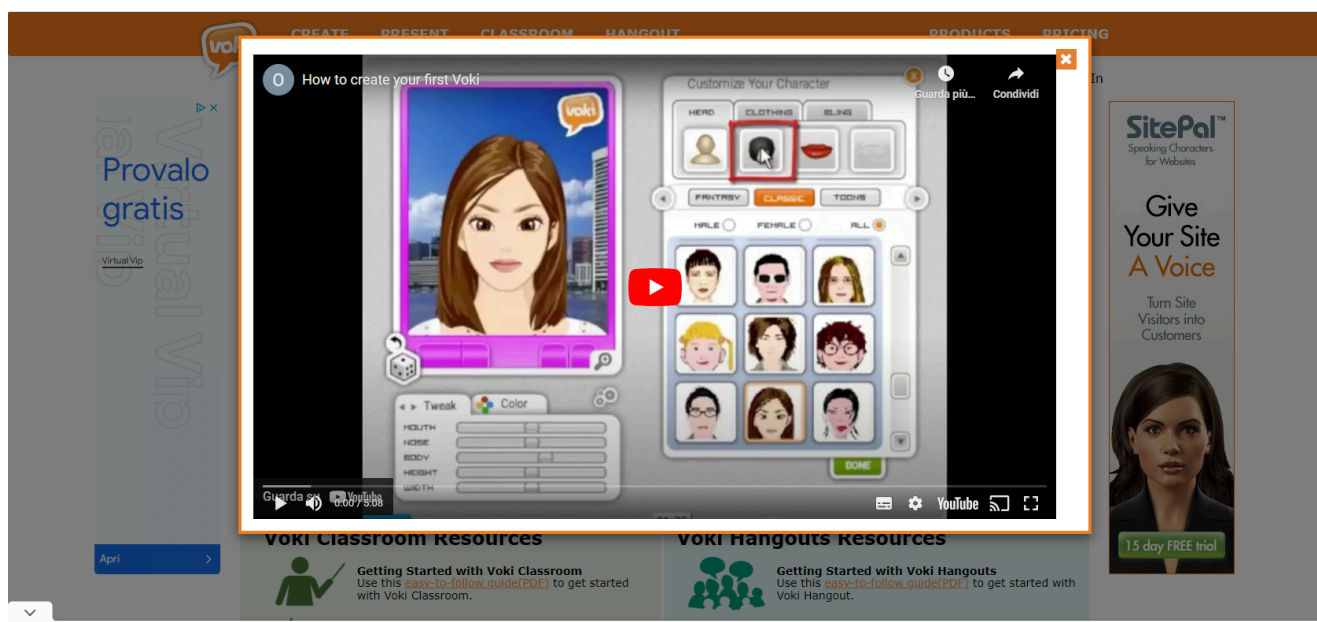 CREATE PRESENT CLASSROOM HANGOUT PRODUCTS PRICING
voki
In
O
How to create your first Voki
Guarda più...
Condividi
voki
Customize Your Character
x
HEAD CLOTHING BLING
FANTASY CLASSIC TOONS
MALE FEMALE ALL
Tweak Color
MOUTH
NOSE
BODY
HEIGHT
WIDTH
DONE
Guarda su YouTube
0:00 / 5:08
YouTube
Provalo
gratis
Virtual Vip
Virtual Vip
Apri
SitePal™
Speaking Characters
for Websites
Give
Your Site
A Voice
Turn Site
Visitors into
Customers
15 day FREE trial
Voki Classroom Resources
Getting Started with Voki Classroom
Use this easy-to-follow guide(PDF) to get started
with Voki Classroom.
Voki Hangouts Resources
Getting Started with Voki Hangouts
Use this easy-to-follow guide(PDF) to get started with
Voki Hangout.